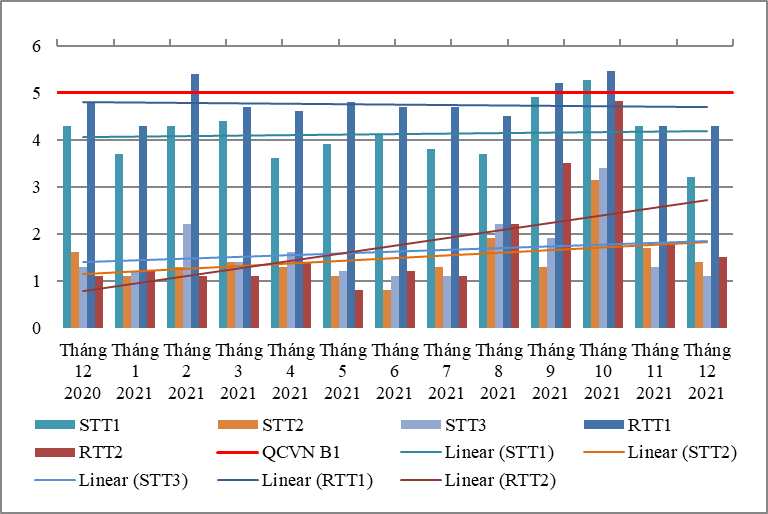 6
5
4
3
2
1
0
Tháng Tháng Tháng Tháng Tháng Tháng Tháng Tháng Tháng Tháng Tháng Tháng Tháng
12 1 2 3 4 5 6 7 8 9 10 11 12
2020 2021 2021 2021 2021 2021 2021 2021 2021 2021 2021 2021 2021
STT1 STT2 STT3 RTT1
RTT2 QCVN B1 Linear (STT1) Linear (STT2)
Linear (STT3) Linear (RTT1) Linear (RTT2)